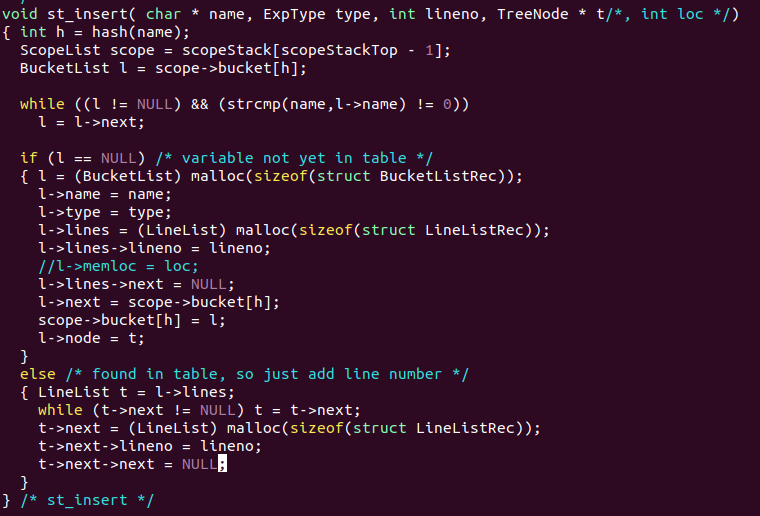 void st_insert( char * name, ExpType type, int lineno, TreeNode * t/*, int loc */)
{ int h = hash(name);
  ScopeList scope = scopeStack[scopeStackTop - 1];
  BucketList l = scope->bucket[h];

  while ((l != NULL) && (strcmp(name,l->name) != 0))
    l = l->next;

  if (l == NULL) /* variable not yet in table */
  { l = (BucketList) malloc(sizeof(struct BucketListRec));
    l->name = name;
    l->type = type;
    l->lines = (LineList) malloc(sizeof(struct LineListRec));
    l->lines->lineno = lineno;
    //l->memloc = loc;
    l->lines->next = NULL;
    l->next = scope->bucket[h];
    scope->bucket[h] = l;
    l->node = t;
  }
  else /* found in table, so just add line number */
  { LineList t = l->lines;
    while (t->next != NULL) t = t->next;
    t->next = (LineList) malloc(sizeof(struct LineListRec));
    t->next->lineno = lineno;
    t->next->next = NULL;
  }
} /* st_insert */